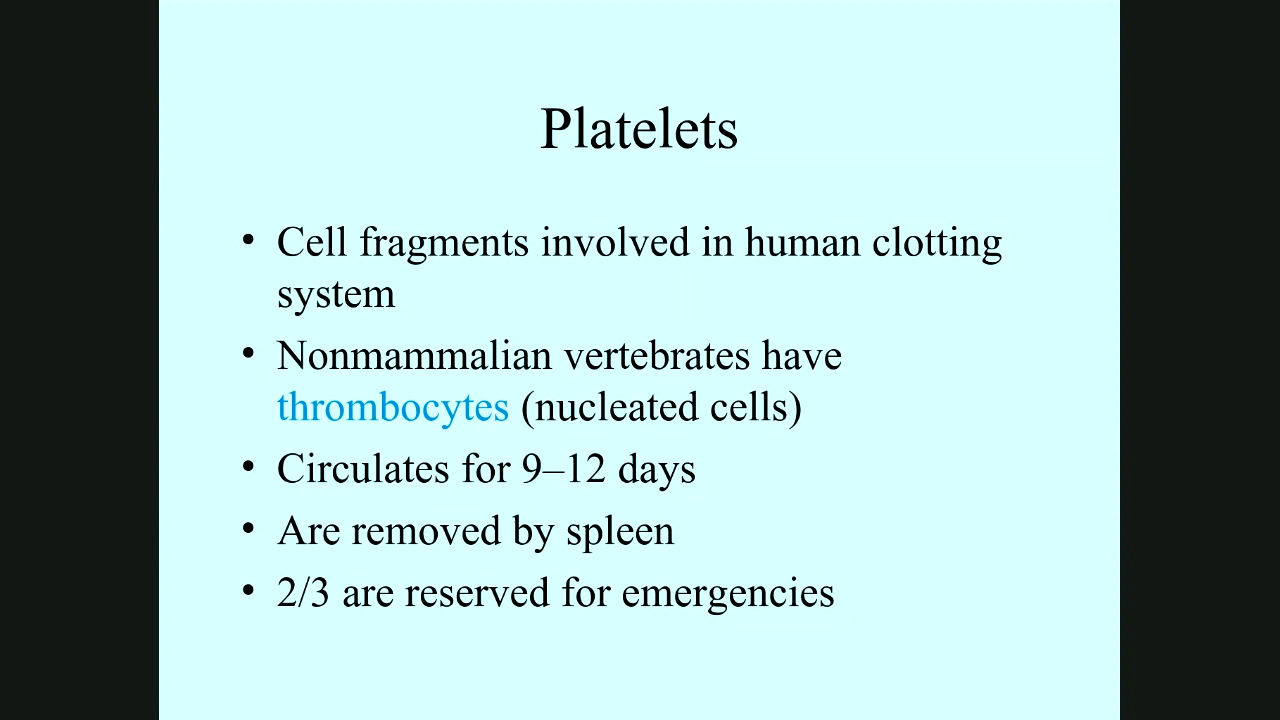 Platelets
• Cell fragments involved in human clotting
system
• Nonmammalian vertebrates have
thrombocytes (nucleated cells)
• Circulates for 9–12 days
• Are removed by spleen
• 2/3 are reserved for emergencies